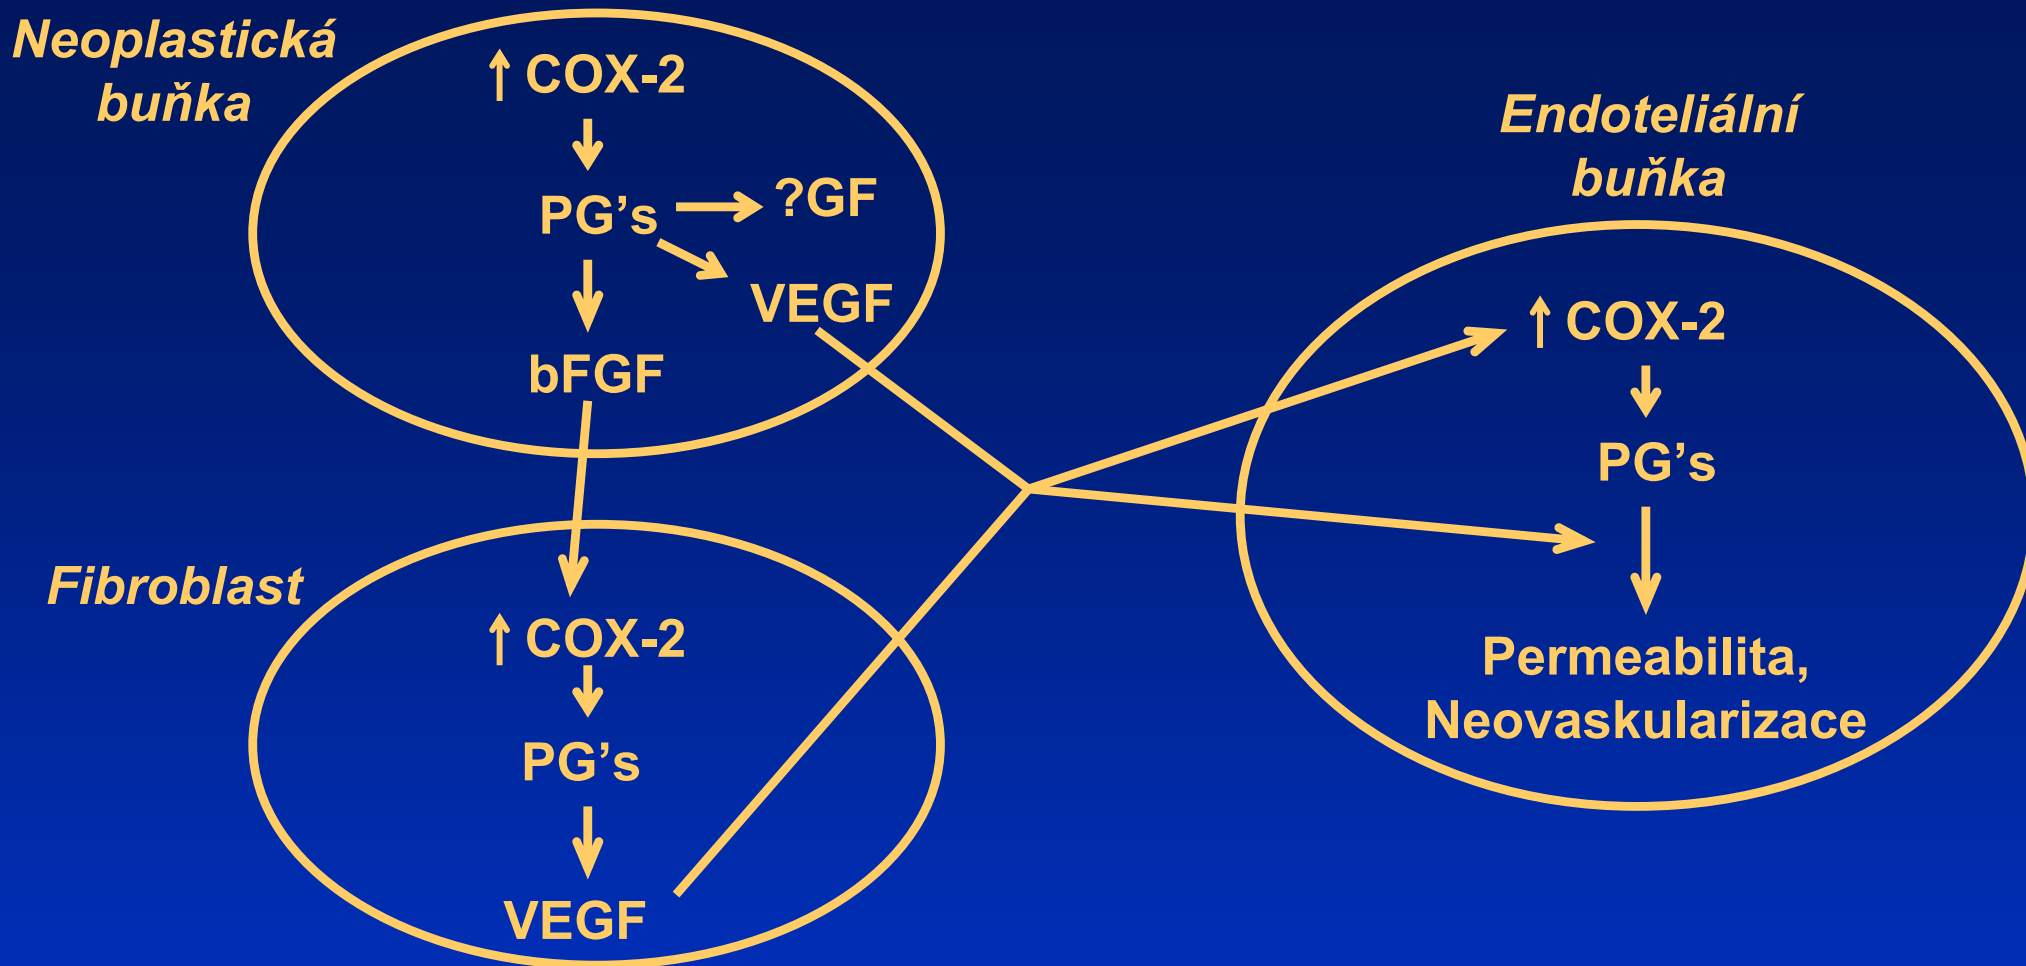 Neoplastická
buňka
↑ COX-2
PG's
?GF
VEGF
bFGF
Fibroblast
↑ COX-2
PG's
VEGF
Endoteliální
buňka
↑ COX-2
PG's
Permeabilita,
Neovaskularizace